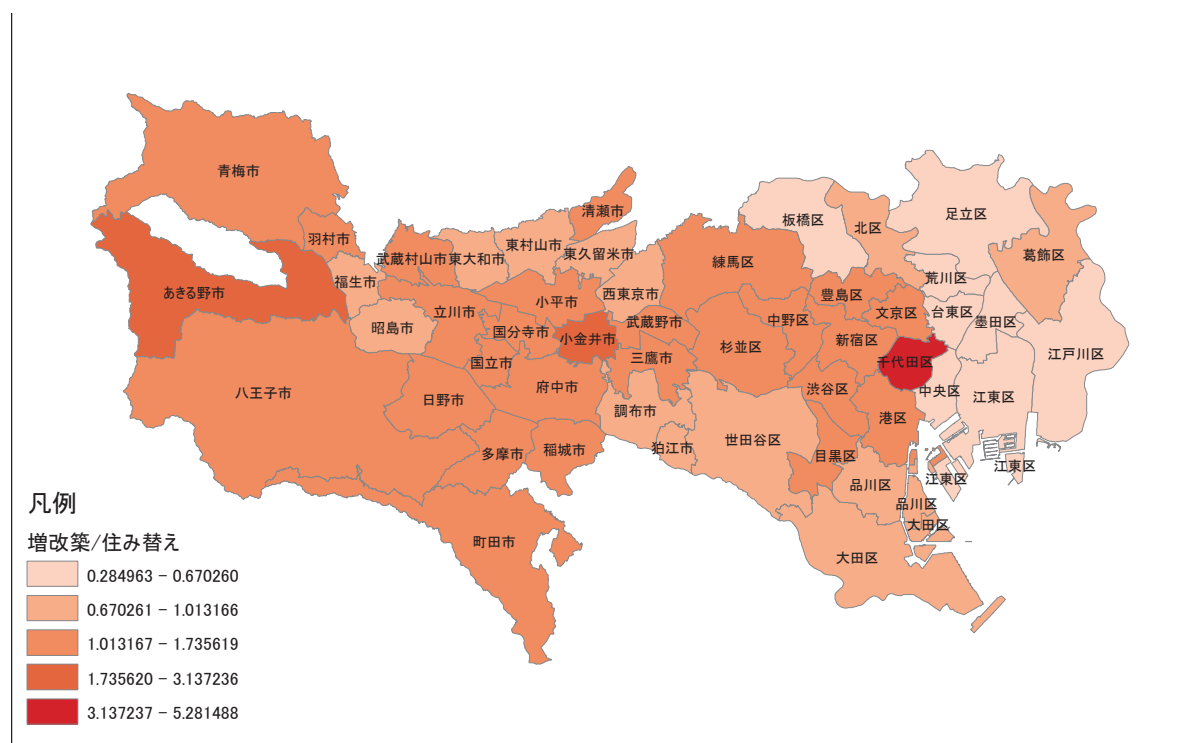 青梅市
清瀬市
板橋区
北区
足立区
羽村市
武蔵村山市
東大和市
東村山市
東久留米市
練馬区
荒川区
葛飾区
福生市
あきる野市
西東京市
豊島区
小平市
立川市
昭島市
国分寺市
小金井市
武蔵野市
中野区
文京区
台東区
墨田区
新宿区
杉並区
三鷹市
千代田区
江戸川区
国立市
八王子市
日野市
府中市
渋谷区
中央区
江東区
調布市
港区
世田谷区
狛江市
多摩市
稲城市
目黒区
江東区
江東区
品川区
品川区
大田区
町田市
大田区
凡例
増改築/住み替え
0.284963 − 0.670260
0.670261 − 1.013166
1.013167 − 1.735619
1.735620 − 3.137236
3.137237 − 5.281488